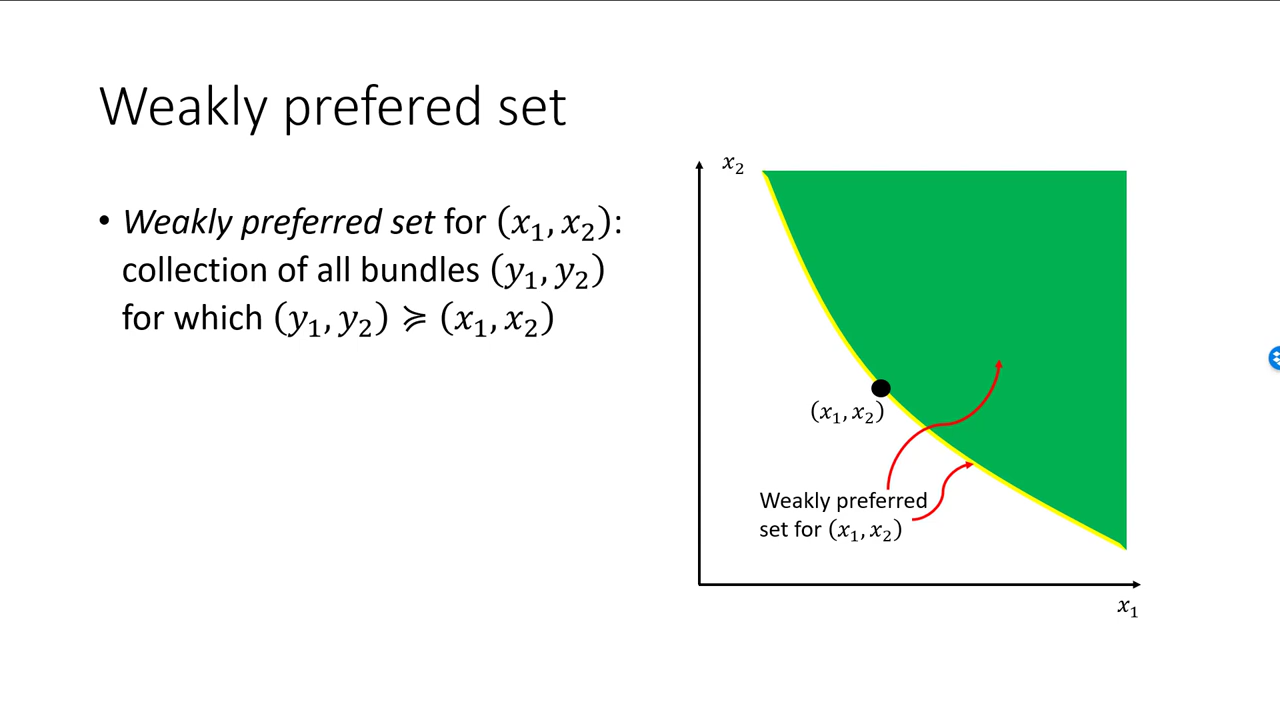 Weakly prefered set
• Weakly preferred set for (x₁, x₂):
collection of all bundles (y₁, y₂)
for which (y₁, y₂) ≽ (x₁, x₂)
x₂
(x₁, x₂)
Weakly preferred
set for (x₁, x₂)
x₁